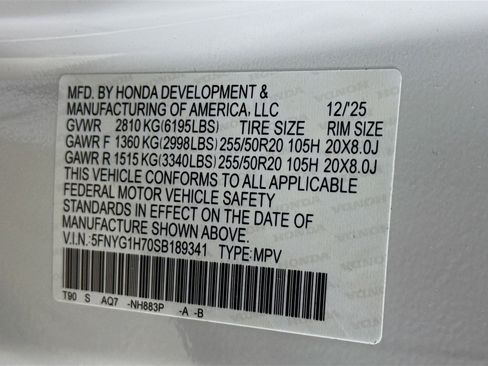 MFD. BY HONDA DEVELOPMENT &
MANUFACTURING OF AMERICA, LLC 12/'25
GVWR 2810 KG(6195LBS) TIRE SIZE RIM SIZE
GAWR F 1360 KG(2998LBS) 255/50R20 105H 20X8.0J
GAWR R 1515 KG(3340LBS) 255/50R20 105H 20X8.0J
THIS VEHICLE CONFORMS TO ALL APPLICABLE
FEDERAL MOTOR VEHICLE SAFETY
STANDARDS IN EFFECT ON THE DATE OF
MANUFACTURE SHOWN ABOVE.
V.I.N.:5FNYG1H70SB189341 TYPE:MPV
T90 S AQ7 -NH883P -A -B